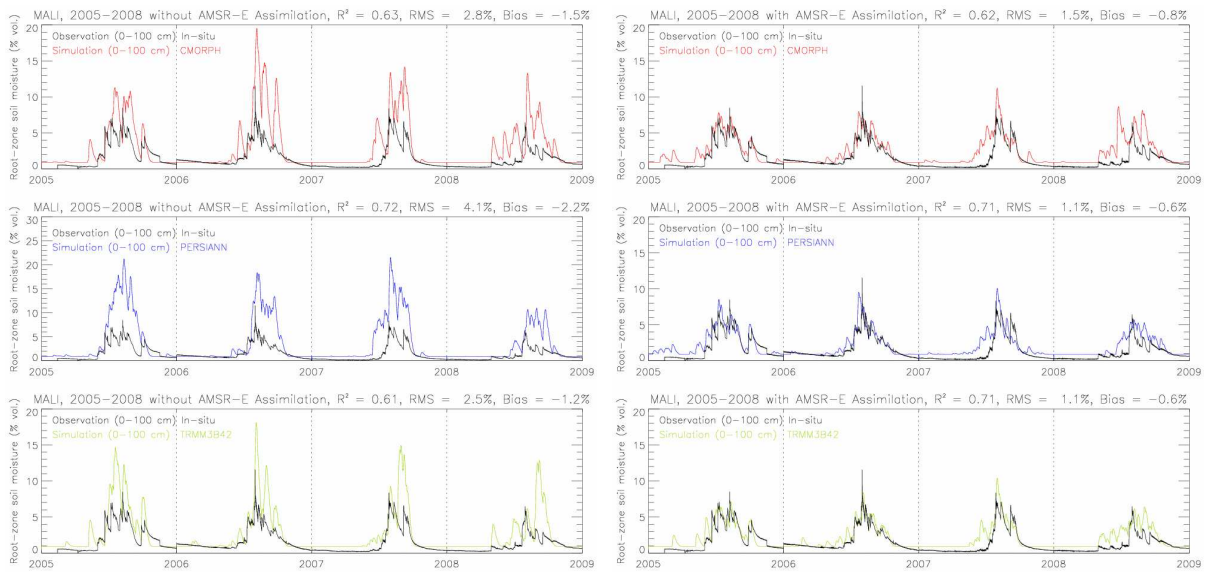 MALI, 2005-2008 without AMSR-E Assimilation, R² = 0.63, RMS = 2.8%, Bias = -1.5%
Root-zone soil moisture (% vol.)
20
15
10
5
0
Observation (0-100 cm) In-situ
Simulation (0-100 cm) CMORPH
2005 2006 2007 2008 2009
MALI, 2005-2008 with AMSR-E Assimilation, R² = 0.62, RMS = 1.5%, Bias = -0.8%
Root-zone soil moisture (% vol.)
20
15
10
5
0
Observation (0-100 cm) In-situ
Simulation (0-100 cm) CMORPH
2005 2006 2007 2008 2009
MALI, 2005-2008 without AMSR-E Assimilation, R² = 0.72, RMS = 4.1%, Bias = -2.2%
Root-zone soil moisture (% vol.)
30
25
20
15
10
5
0
Observation (0-100 cm) In-situ
Simulation (0-100 cm) PERSIANN
2005 2006 2007 2008 2009
MALI, 2005-2008 with AMSR-E Assimilation, R² = 0.71, RMS = 1.1%, Bias = -0.6%
Root-zone soil moisture (% vol.)
20
15
10
5
0
Observation (0-100 cm) In-situ
Simulation (0-100 cm) PERSIANN
2005 2006 2007 2008 2009
MALI, 2005-2008 without AMSR-E Assimilation, R² = 0.61, RMS = 2.5%, Bias = -1.2%
Root-zone soil moisture (% vol.)
20
15
10
5
0
Observation (0-100 cm) In-situ
Simulation (0-100 cm) TRMM3B42
2005 2006 2007 2008 2009
MALI, 2005-2008 with AMSR-E Assimilation, R² = 0.71, RMS = 1.1%, Bias = -0.6%
Root-zone soil moisture (% vol.)
20
15
10
5
0
Observation (0-100 cm) In-situ
Simulation (0-100 cm) TRMM3B42
2005 2006 2007 2008 2009